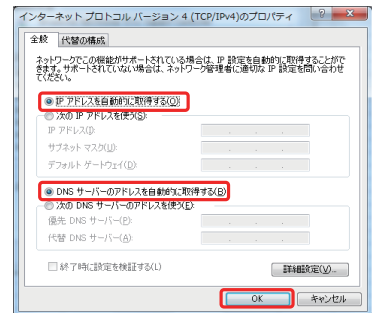 インターネット プロトコル バージョン 4 (TCP/IPv4)のプロパティ
全般 代替の構成
ネットワークでこの機能がサポートされている場合は、IP 設定を自動的に取得することがで
きます。サポートされていない場合は、ネットワーク管理者に適切な IP 設定を問い合わせ
てください。
IP アドレスを自動的に取得する(O)
次の IP アドレスを使う(S):
IP アドレス(I):
サブネット マスク(U):
デフォルト ゲートウェイ(D):
DNS サーバーのアドレスを自動的に取得する(B)
次の DNS サーバーのアドレスを使う(E):
優先 DNS サーバー(P):
代替 DNS サーバー(A):
終了時に設定を検証する(L)
詳細設定(V)...
OK キャンセル